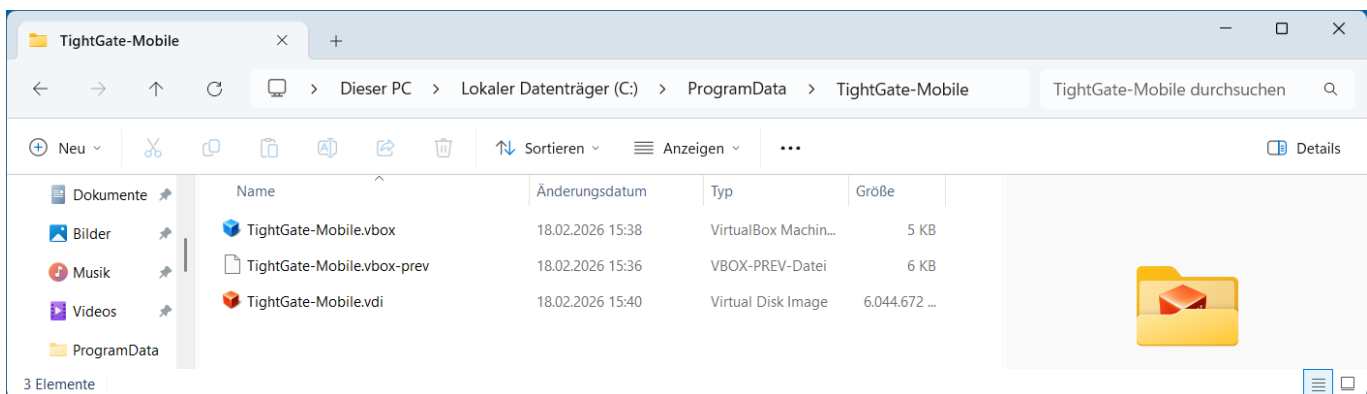 TightGate-Mobile
Dieser PC > Lokaler Datenträger (C:) > ProgramData > TightGate-Mobile
TightGate-Mobile durchsuchen
Neu
Sortieren
Anzeigen
Details
Name Änderungsdatum Typ Größe
Dokumente
Bilder
Musik
Videos
ProgramData
TightGate-Mobile.vbox 18.02.2026 15:38 VirtualBox Machin... 5 KB
TightGate-Mobile.vbox-prev 18.02.2026 15:36 VBOX-PREV-Datei 6 KB
TightGate-Mobile.vdi 18.02.2026 15:40 Virtual Disk Image 6.044.672 ...
3 Elemente